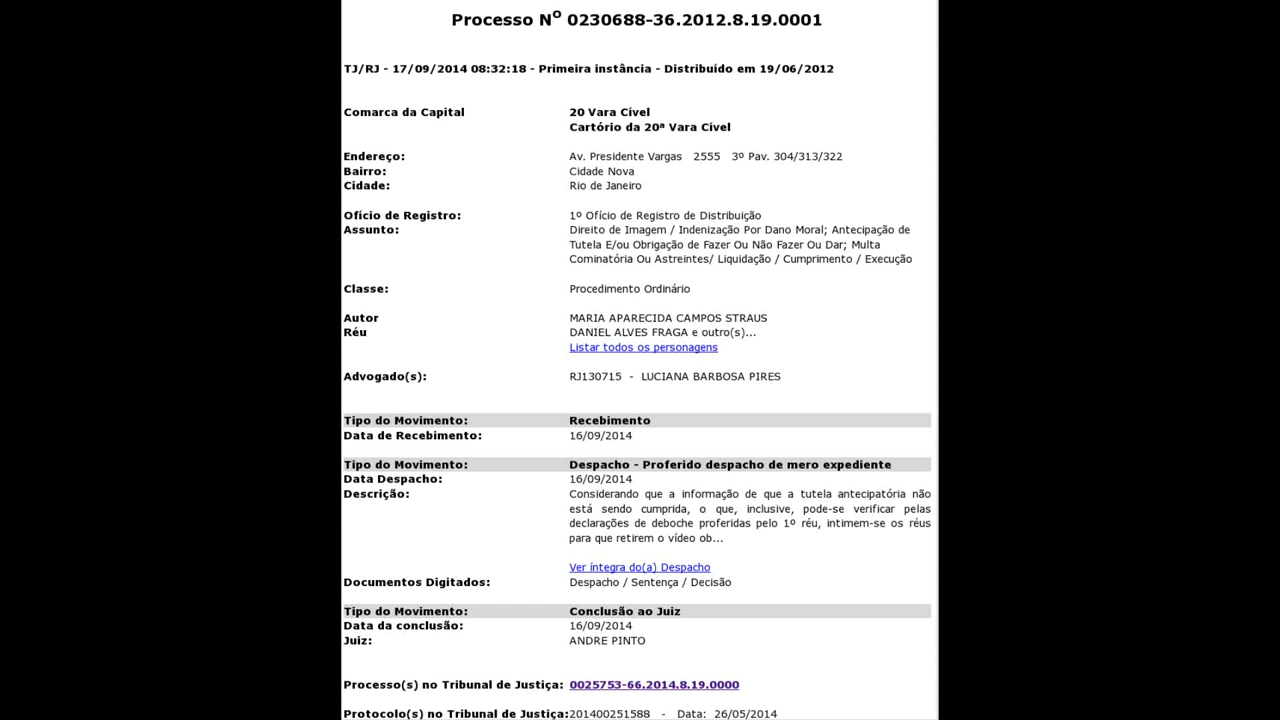 Processo Nº 0230688-36.2012.8.19.0001
TJ/RJ - 17/09/2014 08:32:18 - Primeira instância - Distribuído em 19/06/2012
Comarca da Capital 20 Vara Cível
Cartório da 20ª Vara Cível
Endereço: Av. Presidente Vargas 2555 3º Pav. 304/313/322
Bairro: Cidade Nova
Cidade: Rio de Janeiro
Ofício de Registro: 1º Ofício de Registro de Distribuição
Assunto: Direito de Imagem / Indenização Por Dano Moral; Antecipação de
Tutela E/ou Obrigação de Fazer Ou Não Fazer Ou Dar; Multa
Cominatória Ou Astreintes/ Liquidação / Cumprimento / Execução
Classe: Procedimento Ordinário
Autor MARIA APARECIDA CAMPOS STRAUS
Réu DANIEL ALVES FRAGA e outro(s)...
Listar todos os personagens
Advogado(s): RJ130715 - LUCIANA BARBOSA PIRES
Tipo do Movimento: Recebimento
Data de Recebimento: 16/09/2014
Tipo do Movimento: Despacho - Proferido despacho de mero expediente
Data Despacho: 16/09/2014
Descrição: Considerando que a informação de que a tutela antecipatória não
está sendo cumprida, o que, inclusive, pode-se verificar pelas
declarações de deboche proferidas pelo 1º réu, intimem-se os réus
para que retirem o vídeo ob...
Ver íntegra do(a) Despacho
Documentos Digitados: Despacho / Sentença / Decisão
Tipo do Movimento: Conclusão ao Juiz
Data da conclusão: 16/09/2014
Juiz: ANDRE PINTO
Processo(s) no Tribunal de Justiça: 0025753-66.2014.8.19.0000
Protocolo(s) no Tribunal de Justiça: 201400251588 - Data: 26/05/2014